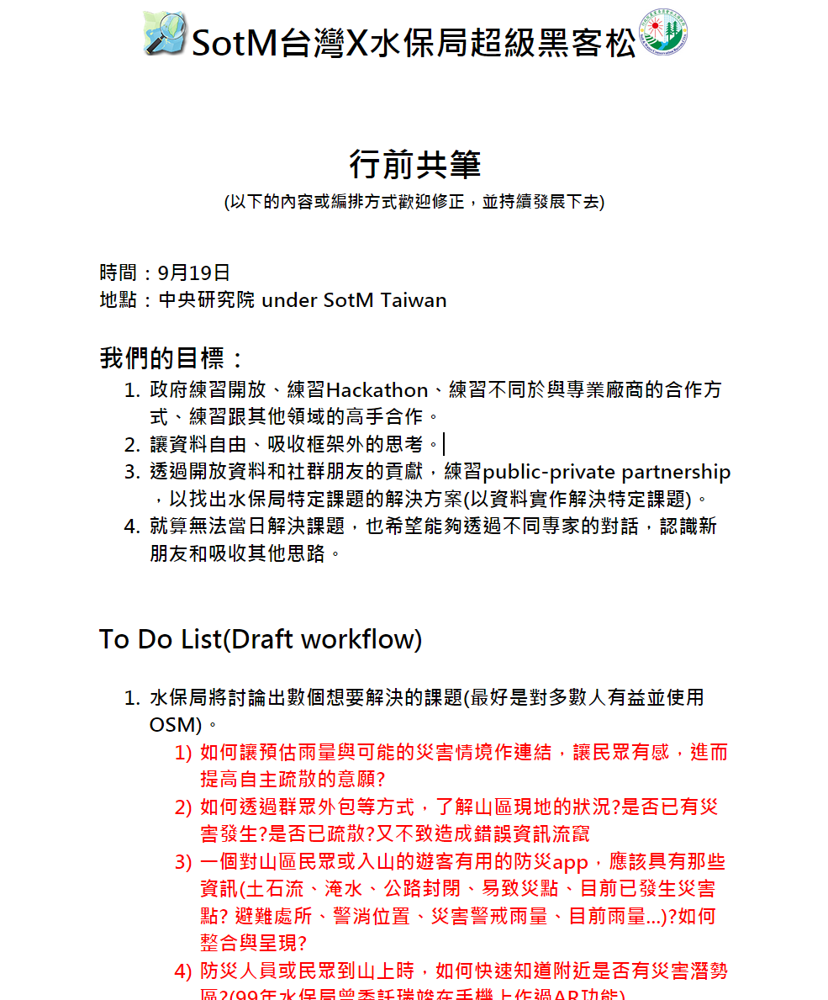 SotM台灣X水保局超級黑客松
行前共筆
(以下的內容或編排方式歡迎修正，並持續發展下去)
時間：9月19日
地點：中央研究院 under SotM Taiwan
我們的目標：
1. 政府練習開放、練習Hackathon、練習不同於與專業廠商的合作方
式、練習跟其他領域的高手合作。
2. 讓資料自由、吸收框架外的思考。
3. 透過開放資料和社群朋友的貢獻，練習public-private partnership
，以找出水保局特定課題的解決方案(以資料實作解決特定課題)。
4. 就算無法當日解決課題，也希望能夠透過不同專家的對話，認識新
朋友和吸收其他思路。
To Do List(Draft workflow)
1. 水保局將討論出數個想要解決的課題(最好是對多數人有益並使用
OSM)。
1) 如何讓預估雨量與可能的災害情境作連結，讓民眾有感，進而
提高自主疏散的意願?
2) 如何透過群眾外包等方式，了解山區現地的狀況?是否已有災
害發生?是否已疏散?又不致造成錯誤資訊流竄
3) 一個對山區民眾或入山的遊客有用的防災app，應該具有那些
資訊(土石流、淹水、公路封閉、易致災點、目前已發生災害
點? 避難處所、警消位置、災害警戒雨量、目前雨量...)?如何
整合與呈現?
4) 防災人員或民眾到山上時，如何快速知道附近是否有災害潛勢
區?(99年水保局曾委託瑞竣在手機上作過AR功能)